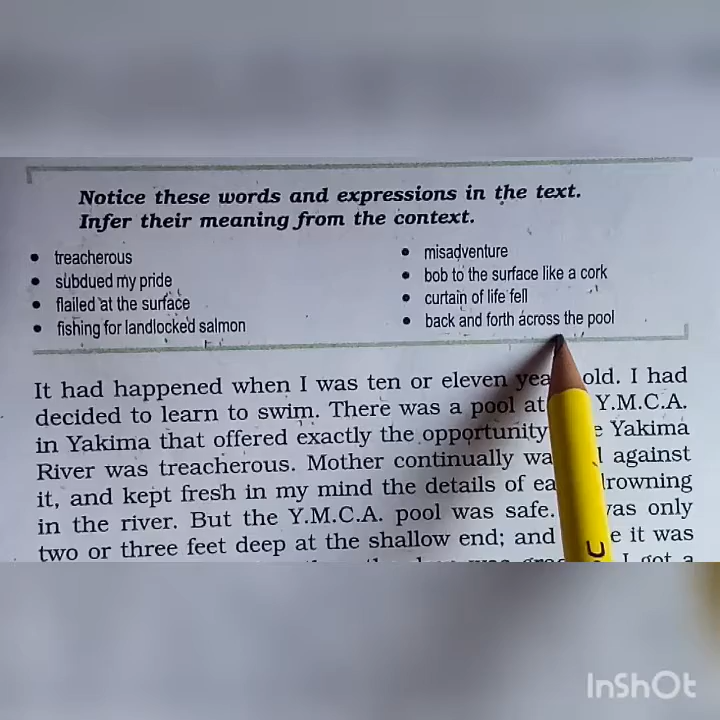 Notice these words and expressions in the text.
Infer their meaning from the context.
• treacherous
• subdued my pride
• flailed at the surface
• fishing for landlocked salmon
• misadventure
• bob to the surface like a cork
• curtain of life fell
• back and forth across the pool
It had happened when I was ten or eleven old. I had
decided to learn to swim. There was a pool at Y.M.C.A.
in Yakima that offered exactly the opportunity Yakima
River was treacherous. Mother continually against
it, and kept fresh in my mind the details of drowning
in the river. But the Y.M.C.A. pool was safe. was only
two or three feet deep at the shallow end; and it was
I got a
InShOt